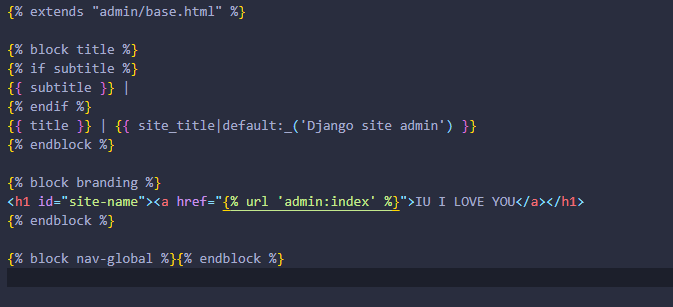 {% extends "admin/base.html" %}
{% block title %}
{% if subtitle %}
{{ subtitle }} |
{% endif %}
{{ title }} | {{ site_title|default:_('Django site admin') }}
{% endblock %}
{% block branding %}
<h1 id="site-name"><a href="{% url 'admin:index' %}">IU I LOVE YOU</a></h1>
{% endblock %}
{% block nav-global %}{% endblock %}